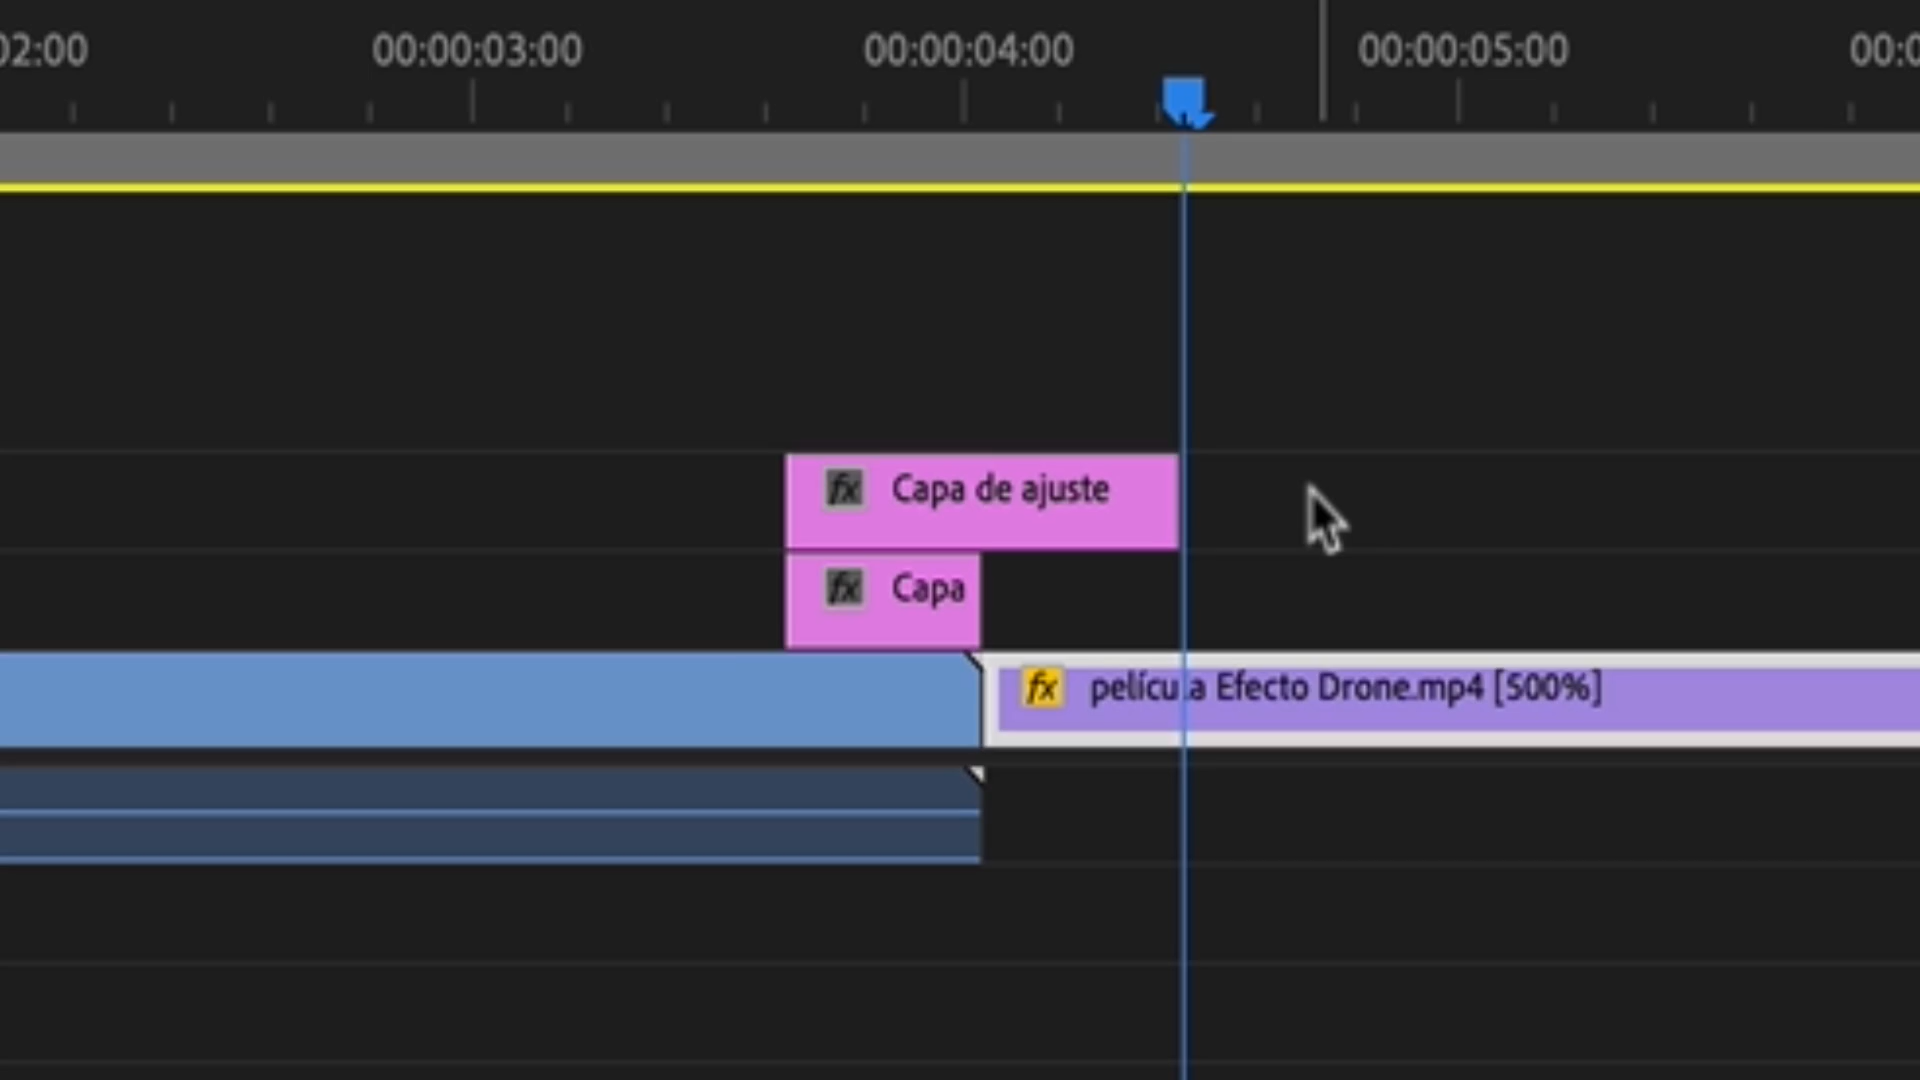 02:00 00:00:03:00 00:00:04:00 00:00:05:00 00:0
fx Capa de ajuste
fx Capa
fx película Efecto Drone.mp4 [500%]